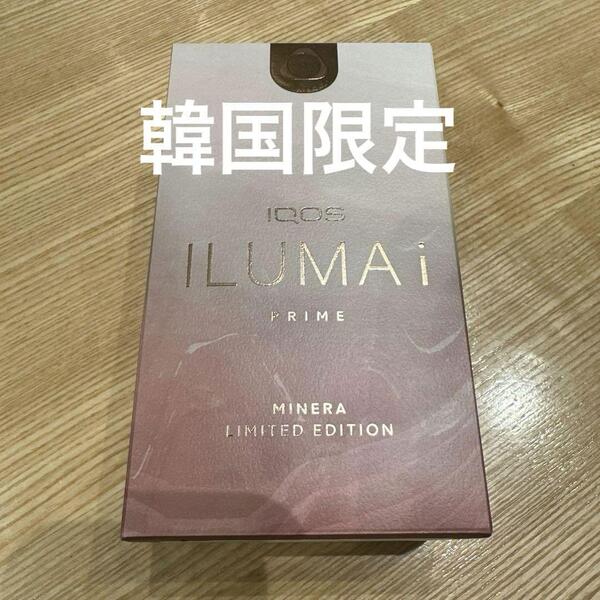 韓国限定
IQOS
ILUMA i
PRIME
MINERA
LIMITED EDITION